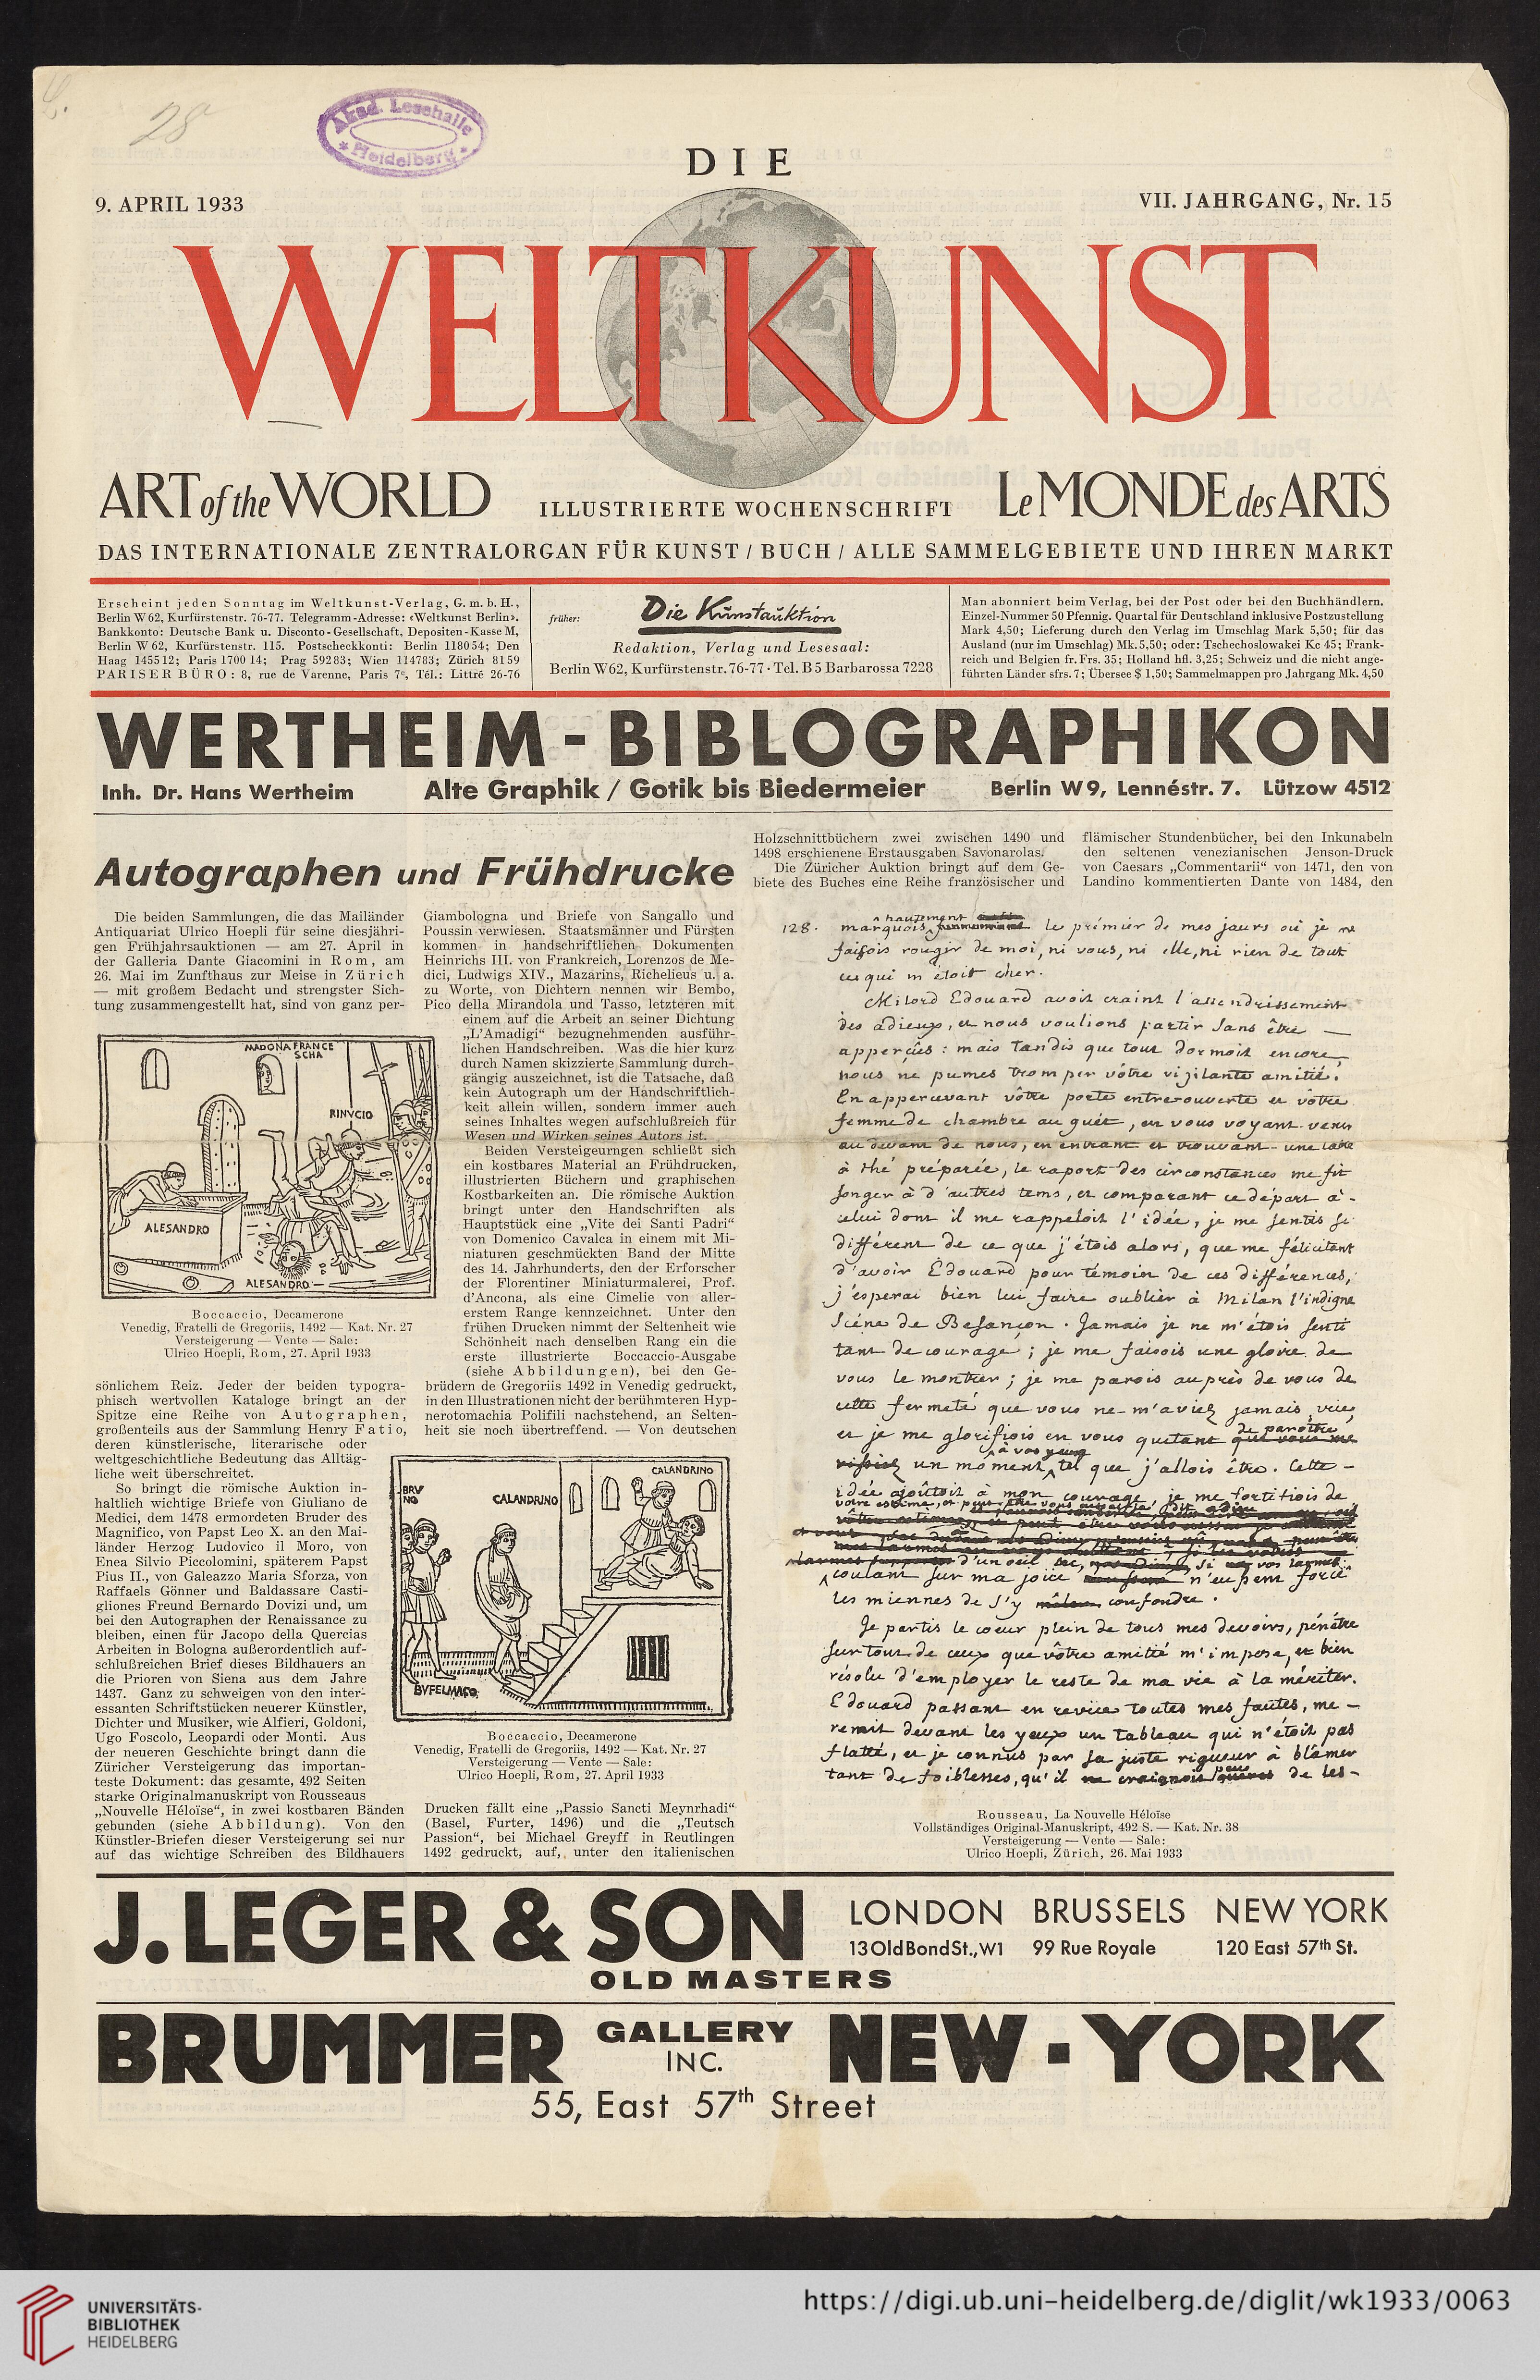 28
Akad. Lesehalle
* Heidelberg *
DIE
9. APRIL 1933
VII. JAHRGANG, Nr. 15
WELTKUNST
ART of the WORLD
ILLUSTRIERTE WOCHENSCHRIFT
Le MONDE des ARTS
DAS INTERNATIONALE ZENTRALORGAN FÜR KUNST / BUCH / ALLE SAMMELGEBIETE UND IHREN MARKT
Erscheint jeden Sonntag im Weltkunst-Verlag, G. m. b. H.,
Berlin W 62, Kurfürstenstr. 76-77. Telegramm-Adresse: «Weltkunst Berlin».
Bankkonto: Deutsche Bank u. Disconto-Gesellschaft, Depositen-Kasse M,
Berlin W 62, Kurfürstenstr. 115. Postscheckkonti: Berlin 118054; Den
Haag 145512; Paris 1700 14; Prag 59283; Wien 114783; Zürich 8159
PARISER BÜRO: 8, rue de Varenne, Paris 7e, Tél.: Littré 26-76
früher:
Die Kunstauktion
Redaktion, Verlag und Lesesaal:
Berlin W62, Kurfürstenstr. 76-77 · Tel. B 5 Barbarossa 7228
Man abonniert beim Verlag, bei der Post oder bei den Buchhändlern.
Einzel-Nummer 50 Pfennig. Quartal für Deutschland inklusive Postzustellung
Mark 4,50; Lieferung durch den Verlag im Umschlag Mark 5,50; für das
Ausland (nur im Umschlag) Mk. 5,50; oder: Tschechoslowakei Kc 45; Frank-
reich und Belgien fr. Frs. 35; Holland hfl. 3,25; Schweiz und die nicht ange-
führten Länder sfrs. 7; Übersee $ 1,50; Sammelmappen pro Jahrgang Mk. 4,50
WERTHEIM - BIBLOGRAPHIKON
Inh. Dr. Hans Wertheim
Alte Graphik / Gotik bis Biedermeier
Berlin W9, Lennéstr. 7. Lützow 4512
Autographen und Frühdrucke
Die beiden Sammlungen, die das Mailänder
Antiquariat Ulrico Hoepli für seine diesjähri-
gen Frühjahrsauktionen — am 27. April in
der Galleria Dante Giacomini in Rom, am
26. Mai im Zunfthaus zur Meise in Zürich
— mit großem Bedacht und strengster Sich-
tung zusammengestellt hat, sind von ganz per-
MADONA FRANCE
SCHA
RINVCIO
ALESANDRO
ALESANDRO
Boccaccio, Decamerone
Venedig, Fratelli de Gregoriis, 1492 — Kat. Nr. 27
Versteigerung — Vente — Sale:
Ulrico Hoepli, Rom, 27. April 1933
sönlichem Reiz. Jeder der beiden typogra-
phisch wertvollen Kataloge bringt an der
Spitze eine Reihe von Autographen,
großenteils aus der Sammlung Henry Fatio,
deren künstlerische, literarische oder
weltgeschichtliche Bedeutung das Alltäg-
liche weit überschreitet.
So bringt die römische Auktion in-
haltlich wichtige Briefe von Giuliano de
Medici, dem 1478 ermordeten Bruder des
Magnifico, von Papst Leo X. an den Mai-
länder Herzog Ludovico il Moro, von
Enea Silvio Piccolomini, späterem Papst
Pius II., von Galeazzo Maria Sforza, von
Raffaels Gönner und Baldassare Casti-
gliones Freund Bernardo Dovizi und, um
bei den Autographen der Renaissance zu
bleiben, einen für Jacopo della Quercias
Arbeiten in Bologna außerordentlich auf-
schlußreichen Brief dieses Bildhauers an
die Prioren von Siena aus dem Jahre
1437. Ganz zu schweigen von den inter-
essanten Schriftstücken neuerer Künstler,
Dichter und Musiker, wie Alfieri, Goldoni,
Ugo Foscolo, Leopardi oder Monti. Aus
der neueren Geschichte bringt dann die
Züricher Versteigerung das importan-
teste Dokument: das gesamte, 492 Seiten
starke Originalmanuskript von Rousseaus
„Nouvelle Héloïse“, in zwei kostbaren Bänden
gebunden (siehe Abbildung). Von den
Künstler-Briefen dieser Versteigerung sei nur
auf das wichtige Schreiben des Bildhauers
Giambologna und Briefe von Sangallo und
Poussin verwiesen. Staatsmänner und Fürsten
kommen in handschriftlichen Dokumenten
Heinrichs III. von Frankreich, Lorenzos de Me-
dici, Ludwigs XIV., Mazarins, Richelieus u. a.
zu Worte, von Dichtern nennen wir Bembo,
Pico della Mirandola und Tasso, letzteren mit
einem auf die Arbeit an seiner Dichtung
„L'Amadigi“ bezugnehmenden ausführ-
lichen Handschreiben. Was die hier kurz
durch Namen skizzierte Sammlung durch-
gängig auszeichnet, ist die Tatsache, daß
kein Autograph um der Handschriftlich-
keit allein willen, sondern immer auch
seines Inhaltes wegen aufschlußreich für
Wesen und Wirken seines Autors ist.
Beiden Versteigeurngen schließt sich
ein kostbares Material an Frühdrucken,
illustrierten Büchern und graphischen
Kostbarkeiten an. Die römische Auktion
bringt unter den Handschriften als
Hauptstück eine „Vite dei Santi Padri“
von Domenico Cavalca in einem mit Mi-
niaturen geschmückten Band der Mitte
des 14. Jahrhunderts, den der Erforscher
der Florentiner Miniaturmalerei, Prof.
d'Ancona, als eine Cimelie von aller-
erstem Range kennzeichnet. Unter den
frühen Drucken nimmt der Seltenheit wie
Schönheit nach denselben Rang ein die
erste illustrierte Boccaccio-Ausgabe
(siehe Abbildungen), bei den Ge-
brüdern de Gregoriis 1492 in Venedig gedruckt,
in den Illustrationen nicht der berühmteren Hyp-
nerotomachia Polifili nachstehend, an Selten-
heit sie noch übertreffend. — Von deutschen
BRV
NO
CALANDRINO
CALANDRINO
BVFELMACO
Boccaccio, Decamerone
Venedig, Fratelli de Gregoriis, 1492 — Kat. Nr. 27
Versteigerung — Vente — Sale:
Ulrico Hoepli, Rom, 27. April 1933
Drucken fällt eine „Passio Sancti Meynrhadi“
(Basel, Furter, 1496) und die „Teutsch
Passion“, bei Michael Greyff in Reutlingen
1492 gedruckt, auf, unter den italienischen
Holzschnittbüchern zwei zwischen 1490 und
1498 erschienene Erstausgaben Savonarolas.
Die Züricher Auktion bringt auf dem Ge-
biete des Buches eine Reihe französischer und
flämischer Stundenbücher, bei den Inkunabeln
den seltenen venezianischen Jenson-Druck
von Caesars „Commentarii“ von 1471, den von
Landino kommentierten Dante von 1484, den
hautement
128. marquois le prémier de mes jours où je ne
faisois rougir de moi, ni vous, ni elle, ni rien de tout
ce qui m'étoit cher.
Milord Edouard avoit craint l'attendrissement
des adieux, et nous voulions partir sans être
apperçûs : mais tandis que tout dormoit encore
nous ne pumes tromper vôtre vigilante amitié.
En appercevant vôtre porte entrerouverte et vôtre
femme de chambre au guét, en vous voyant venir
au devant de nous, en entrant et trouvant une table
à thé préparée, le raport des circonstances me fit
songer à d'autres tems, et comparant ce départ à
celui dont il me rappeloit l'idée, je me sentis si
différent de ce que j'étois alors, que me félicitant
d'avoir Edouard pour témoin de ces différences,
j'esperai bien lui faire oublier à Milan l'indigne
scéne de Besançon. Jamais je ne m'étois senti
tant de courage ; je me faisois une gloire de
vous le montrer ; je me parois auprès de vous de
cette fermeté que vous ne m'aviez jamais vüe,
et je me glorifiois en vous quitant de paroitre
à vos yeux
un moment tel que j'allois être. Cette
idée ajoûtoit à mon courage, je me fortifiois de
votre estime, et peut-être vous
d'un oeil sec, si vos larmes
coulant sur ma joüe n'eussent forcé
les miennes de s'y confondre.
Je partis le coeur plein de tous mes devoirs, pénétré
surtout de ceux que vôtre amitié m'impose, et bien
résolu d'employer le reste de ma vie à la mériter.
Edouard passant en revüe toutes mes fautes, me
remit devant les yeux un tableau qui n'étoit pas
flatté, et je connus par sa juste rigueur à blâmer
tant de foiblesses, qu'il de les
Rousseau, La Nouvelle Héloïse
Vollständiges Original-Manuskript, 492 S. — Kat. Nr. 38
Versteigerung — Vente — Sale:
Ulrico Hoepli, Zürich, 26. Mai 1933
J. LEGER & SON
OLD MASTERS
LONDON BRUSSELS NEW YORK
13 Old Bond St., W1 99 Rue Royale 120 East 57th St.
BRUMMER GALLERY INC. NEW-YORK
55, East 57th Street
UNIVERSITÄTS-
BIBLIOTHEK
HEIDELBERG
https://digi.ub.uni-heidelberg.de/diglit/wk1933/0063